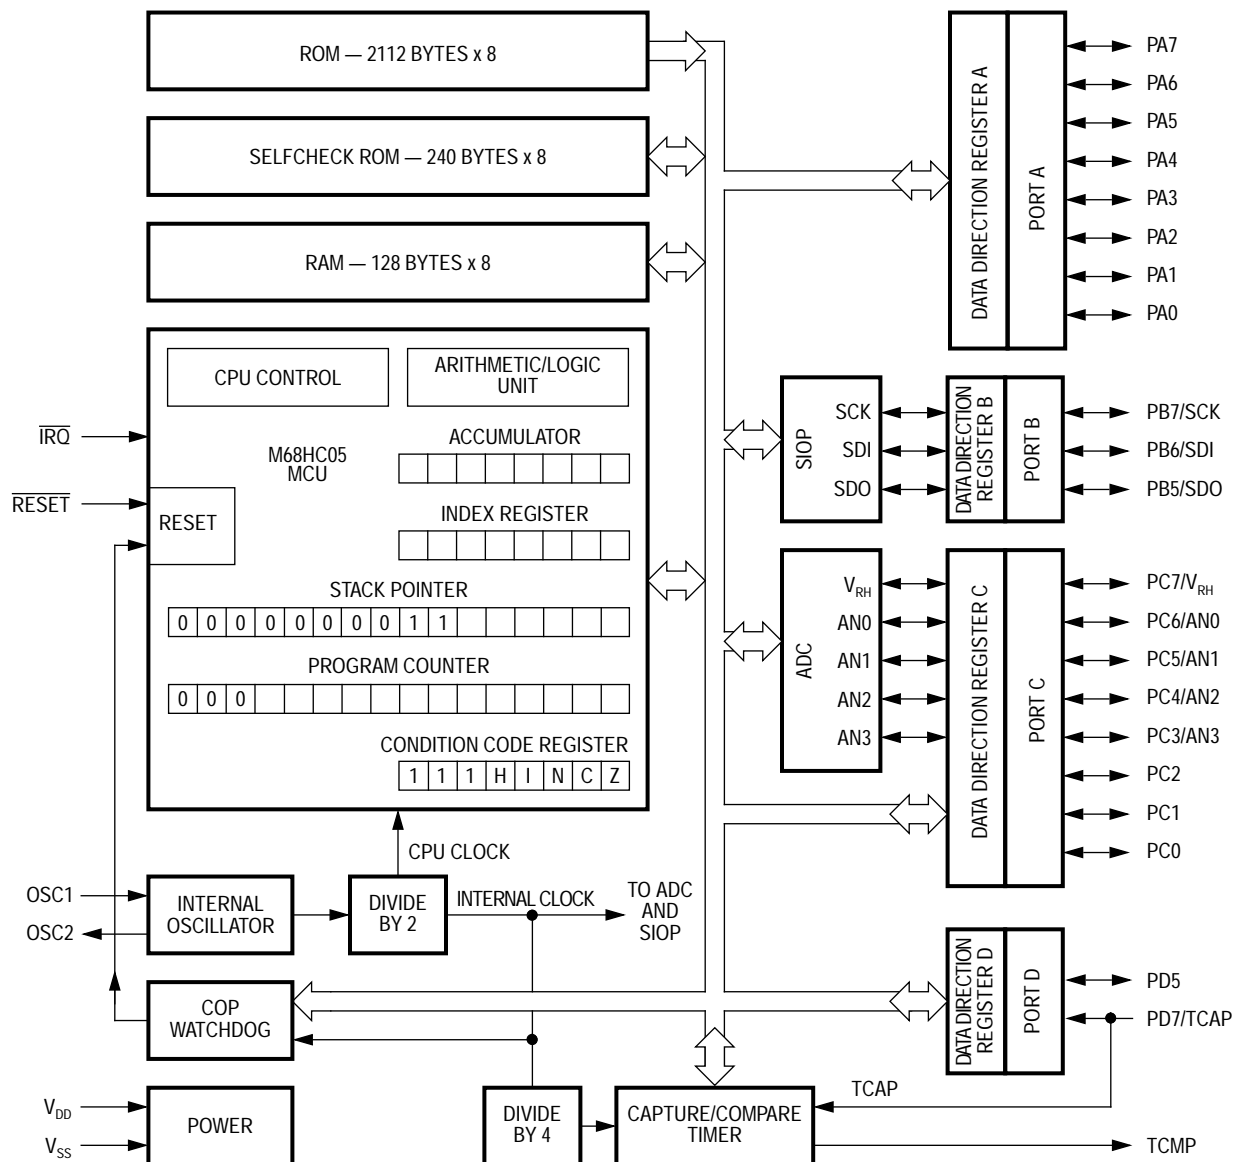 ROM — 2112 BYTES x 8
SELFCHECK ROM — 240 BYTES x 8
RAM — 128 BYTES x 8
CPU CONTROL
ARITHMETIC/LOGIC
UNIT
IRQ
RESET
M68HC05
MCU
RESET
ACCUMULATOR
INDEX REGISTER
STACK POINTER
0 0 0 0 0 0 0 0 1 1
PROGRAM COUNTER
0 0 0
CONDITION CODE REGISTER
1 1 1 H I N C Z
CPU CLOCK
OSC1
OSC2
INTERNAL
OSCILLATOR
DIVIDE
BY 2
INTERNAL CLOCK
TO ADC
AND
SIOP
COP
WATCHDOG
VDD
VSS
POWER
DIVIDE
BY 4
CAPTURE/COMPARE
TIMER
TCAP
TCMP
DATA DIRECTION REGISTER A
PORT A
PA7
PA6
PA5
PA4
PA3
PA2
PA1
PA0
SIOP
SCK
SDI
SDO
DATA DIRECTION
REGISTER B
PORT B
PB7/SCK
PB6/SDI
PB5/SDO
ADC
VRH
AN0
AN1
AN2
AN3
DATA DIRECTION REGISTER C
PORT C
PC7/VRH
PC6/AN0
PC5/AN1
PC4/AN2
PC3/AN3
PC2
PC1
PC0
DATA DIRECTION
REGISTER D
PORT D
PD5
PD7/TCAP